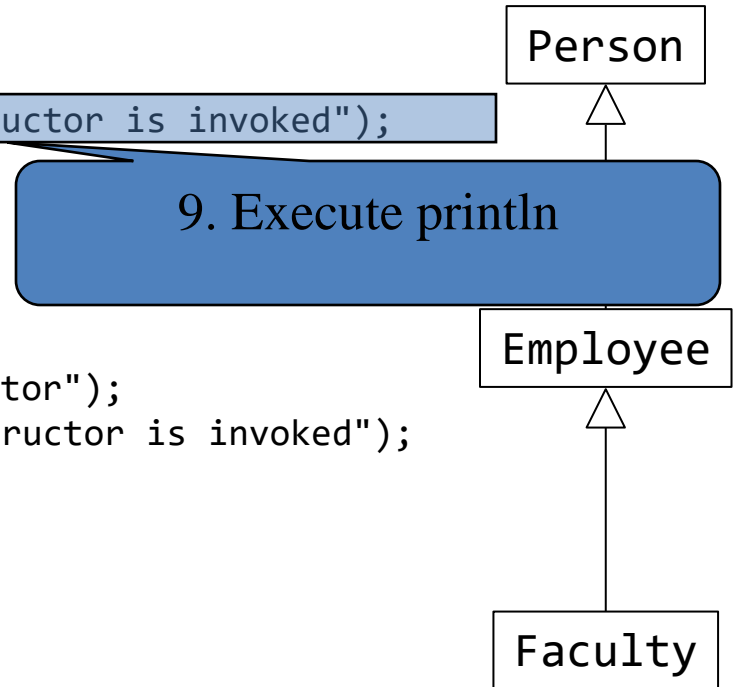 Person
uctor is invoked");
9. Execute println
Employee
tor");
ructor is invoked");
Faculty